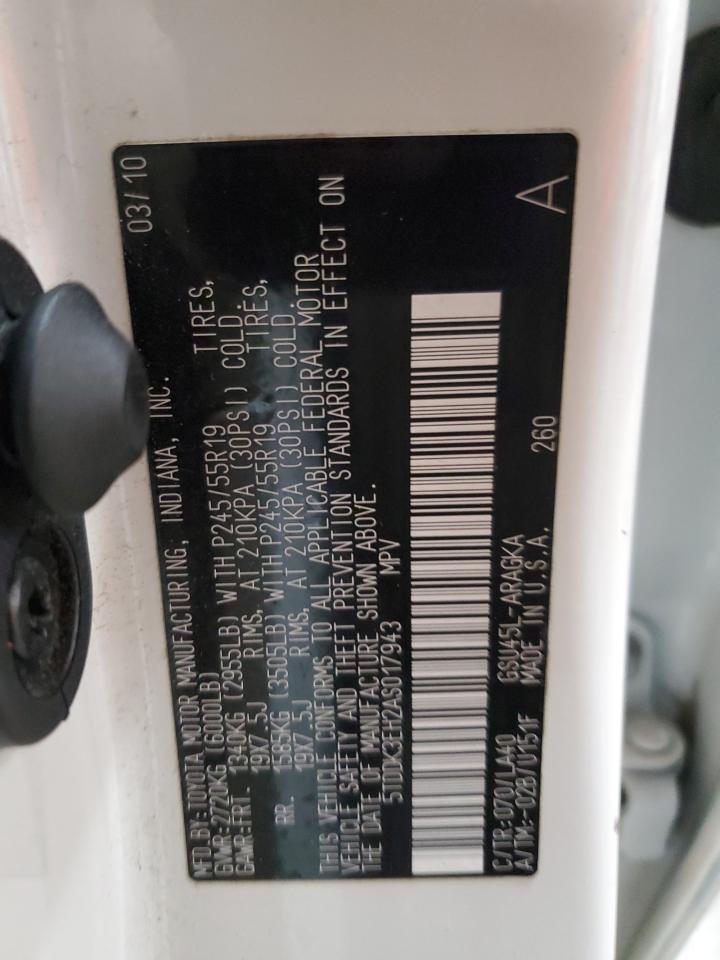 MFD. BY: TOYOTA MOTOR MANUFACTURING, INDIANA, INC. 03/10
GVWR: 2720KG (6000LB)
GAWR: FRT. 1340KG (2955LB) WITH P245/55R19 TIRES,
19X7.5J RIMS, AT 210KPA (30PSI) COLD.
RR. 1585KG (3505LB) WITH P245/55R19 TIRES,
19X7.5J RIMS, AT 210KPA (30PSI) COLD.
THIS VEHICLE CONFORMS TO ALL APPLICABLE FEDERAL MOTOR
VEHICLE SAFETY AND THEFT PREVENTION STANDARDS IN EFFECT ON
THE DATE OF MANUFACTURE SHOWN ABOVE.
5TDDK3EH2AS017943 MPV
C/TR: 070/LA40 GSU45L-ARAGKA
A/TM: -02B/U151F MADE IN U.S.A. 260
A